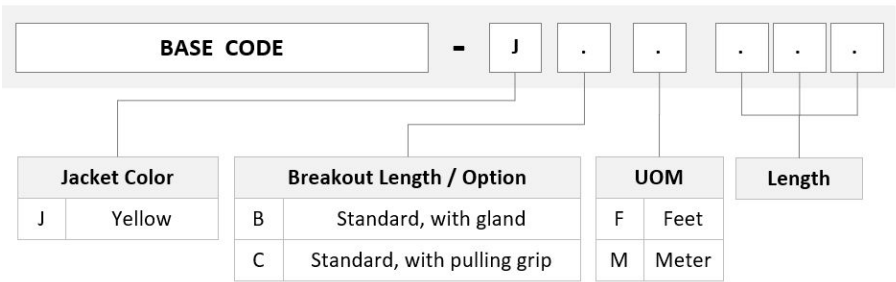 BASE CODE - J . . . . .
Jacket Color Breakout Length / Option UOM Length
J Yellow B Standard, with gland F Feet
C Standard, with pulling grip M Meter